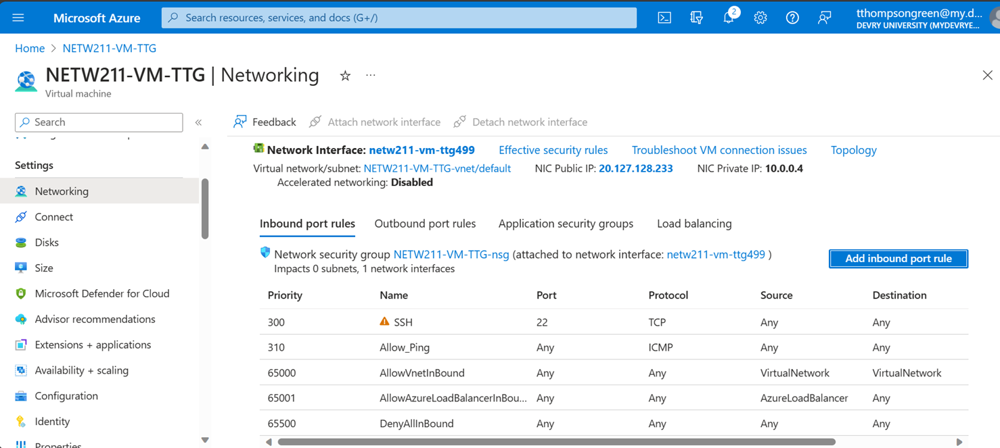 Microsoft Azure
Search resources, services, and docs (G+/)
2
tthompsongreen@my.d...
DEVRY UNIVERSITY (MYDEVRYE...
Home > NETW211-VM-TTG
NETW211-VM-TTG | Networking
Virtual machine
Search
«
Feedback
Attach network interface
Detach network interface
Settings
Networking
Connect
Disks
Size
Microsoft Defender for Cloud
Advisor recommendations
Extensions + applications
Availability + scaling
Configuration
Identity
Properties
Network Interface: netw211-vm-ttg499 Effective security rules Troubleshoot VM connection issues Topology
Virtual network/subnet: NETW211-VM-TTG-vnet/default NIC Public IP: 20.127.128.233 NIC Private IP: 10.0.0.4
Accelerated networking: Disabled
Inbound port rules Outbound port rules Application security groups Load balancing
Network security group NETW211-VM-TTG-nsg (attached to network interface: netw211-vm-ttg499 )
Impacts 0 subnets, 1 network interfaces
Add inbound port rule
Priority Name Port Protocol Source Destination
300 SSH 22 TCP Any Any
310 Allow_Ping Any ICMP Any Any
65000 AllowVnetInBound Any Any VirtualNetwork VirtualNetwork
65001 AllowAzureLoadBalancerInBou... Any Any AzureLoadBalancer Any
65500 DenyAllInBound Any Any Any Any